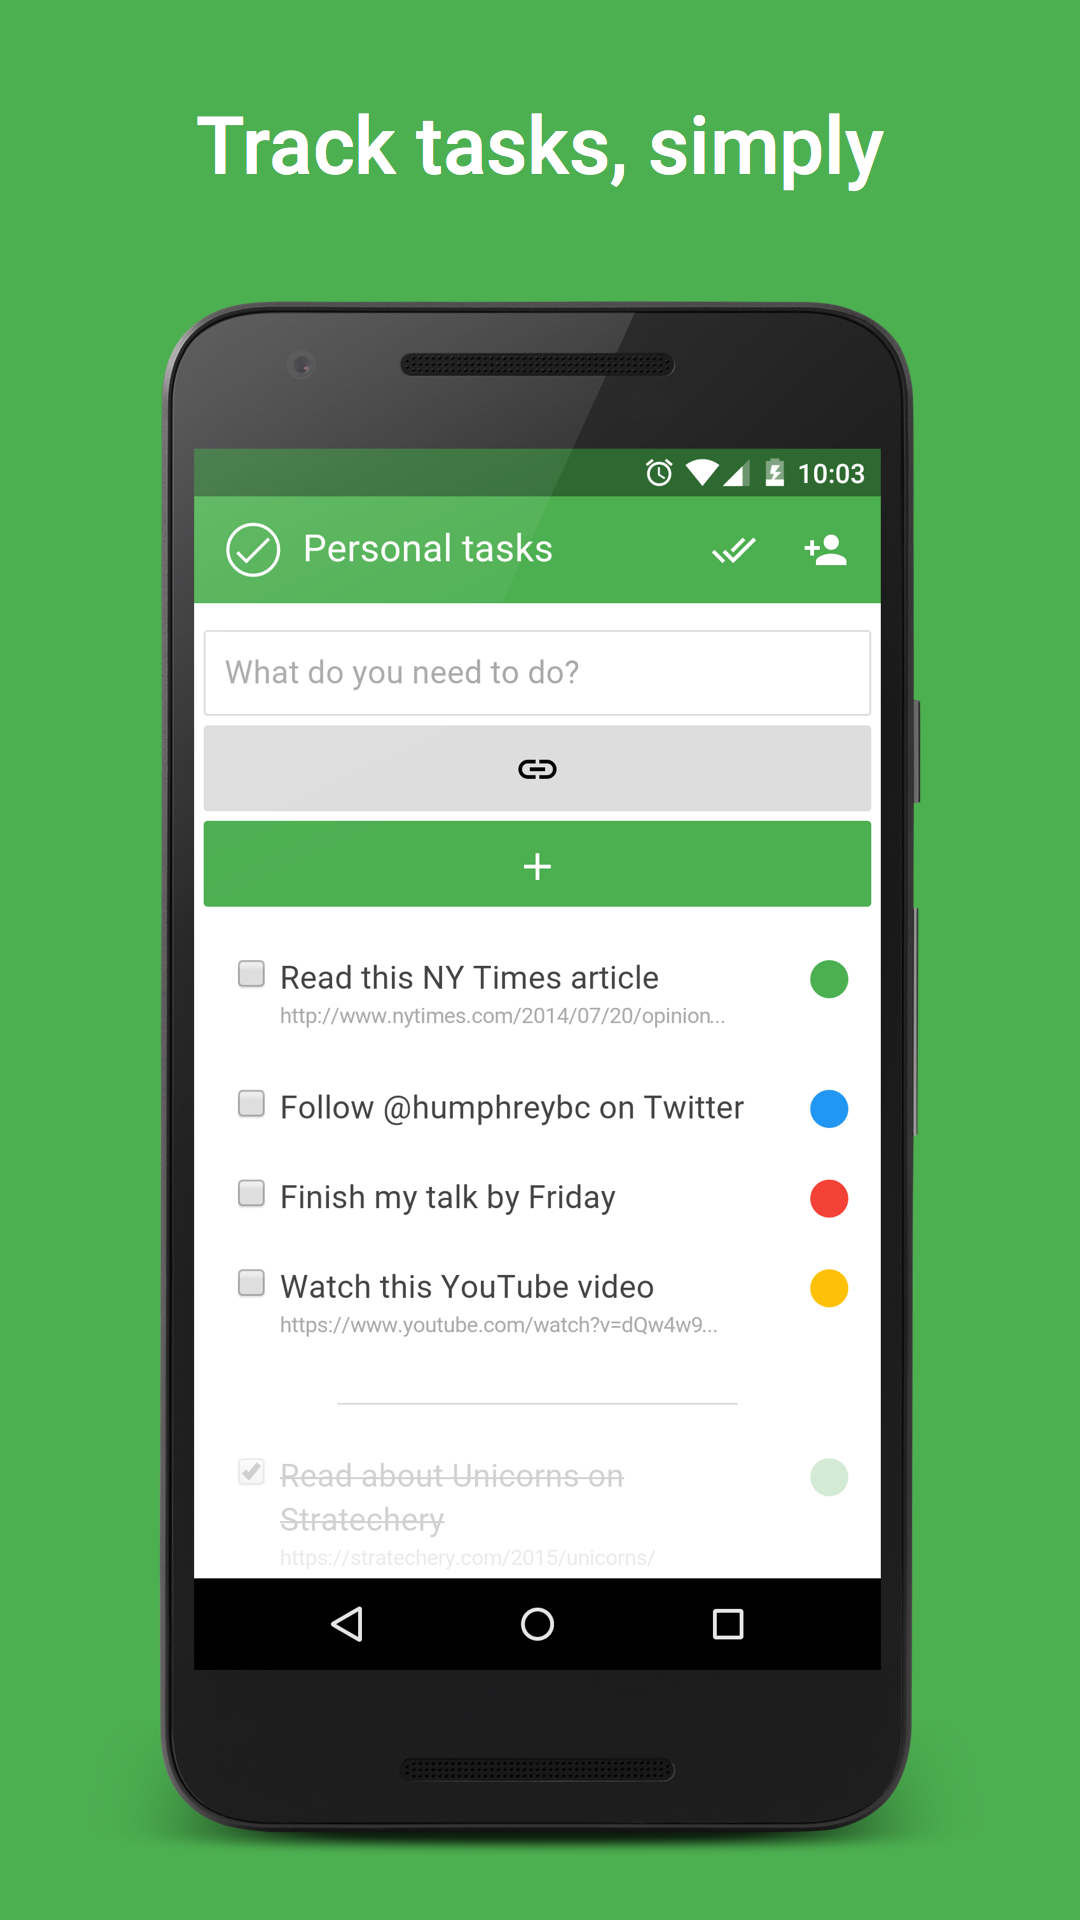 Track tasks, simply
10:03
Personal tasks
What do you need to do?
Read this NY Times article
http://www.nytimes.com/2014/07/20/opinion...
Follow @humphreybc on Twitter
Finish my talk by Friday
Watch this YouTube video
https://www.youtube.com/watch?v=dQw4w9...
Read about Unicorns on
Stratechery
https://stratechery.com/2015/unicorns/